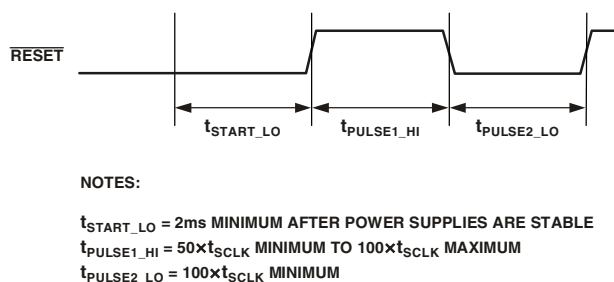 RESET
tSTART_LO
tPULSE1_HI
tPULSE2_LO
NOTES:
tSTART_LO = 2ms MINIMUM AFTER POWER SUPPLIES ARE STABLE
tPULSE1_HI = 50×tSCLK MINIMUM TO 100×tSCLK MAXIMUM
tPULSE2_LO = 100×tSCLK MINIMUM